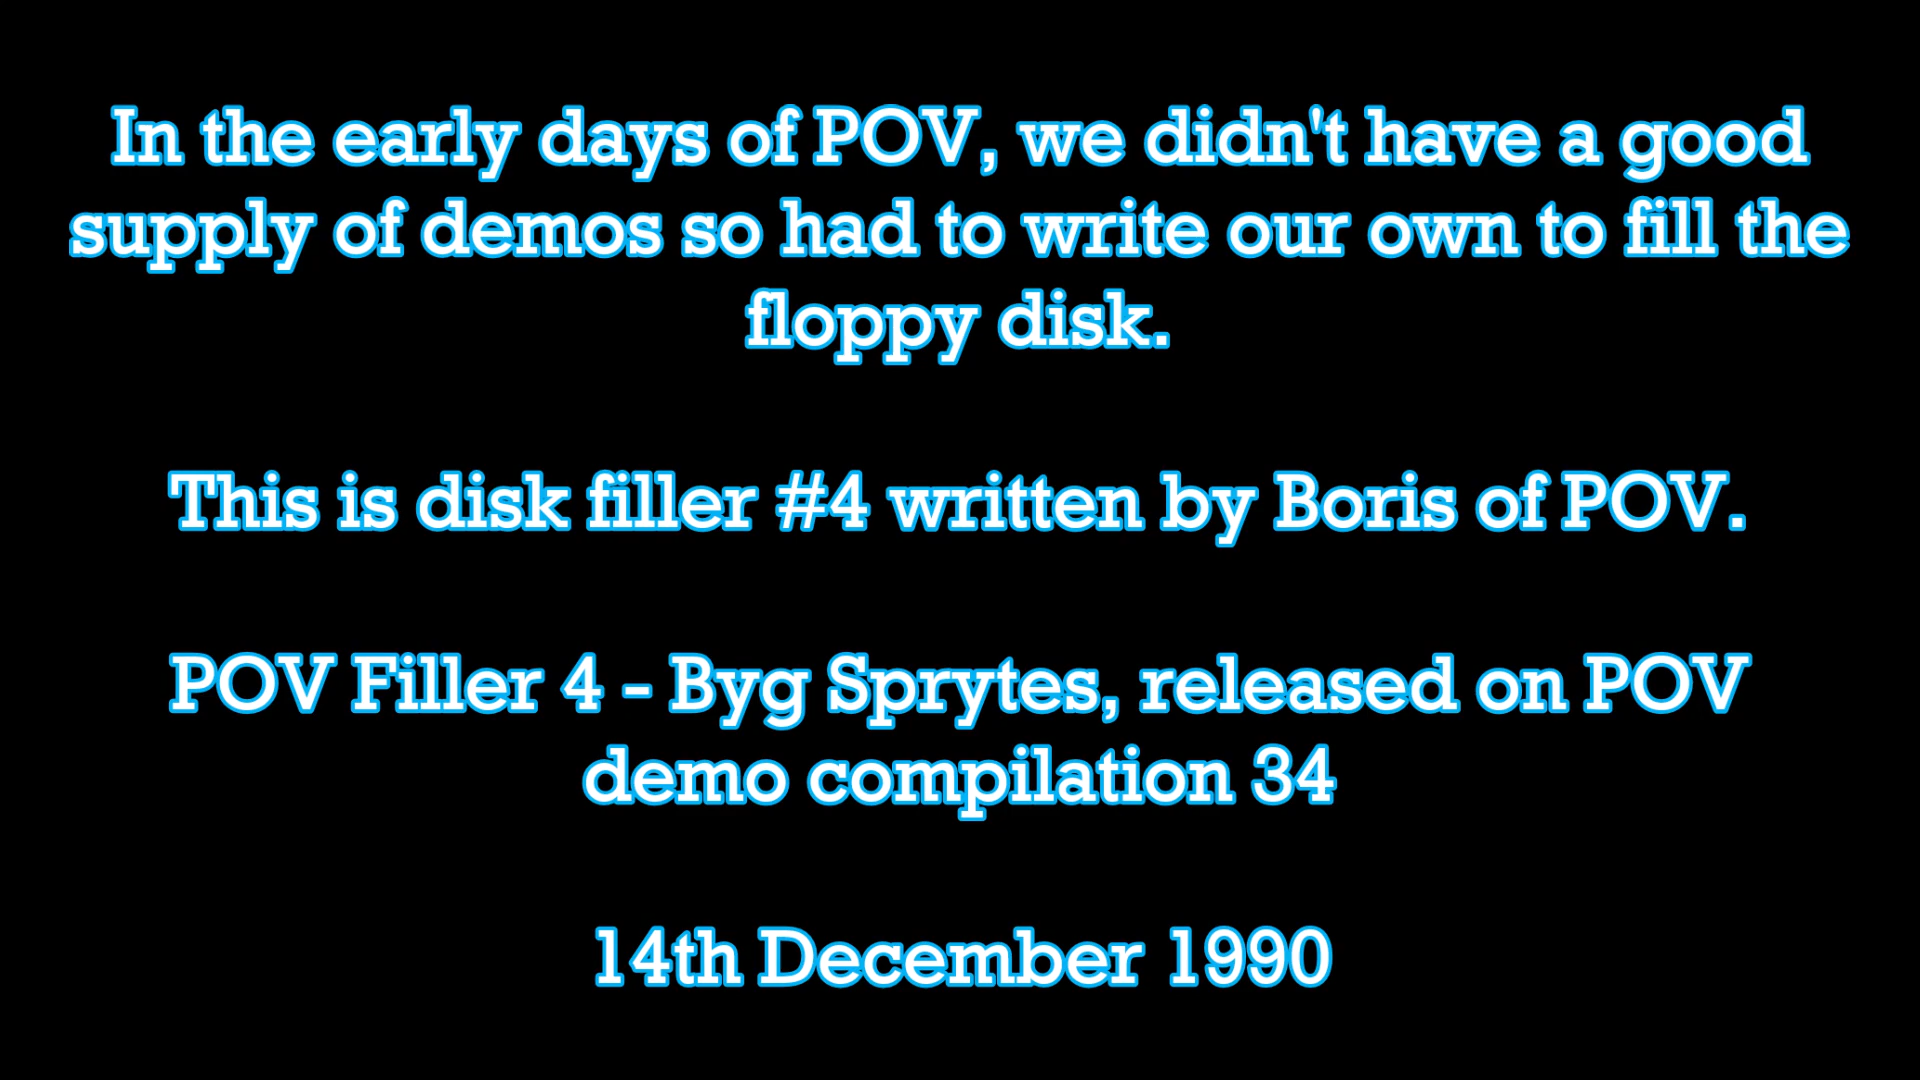 In the early days of POV, we didn't have a good
supply of demos so had to write our own to fill the
floppy disk.
This is disk filler #4 written by Boris of POV.
POV Filler 4 - Byg Sprytes, released on POV
demo compilation 34
14th December 1990